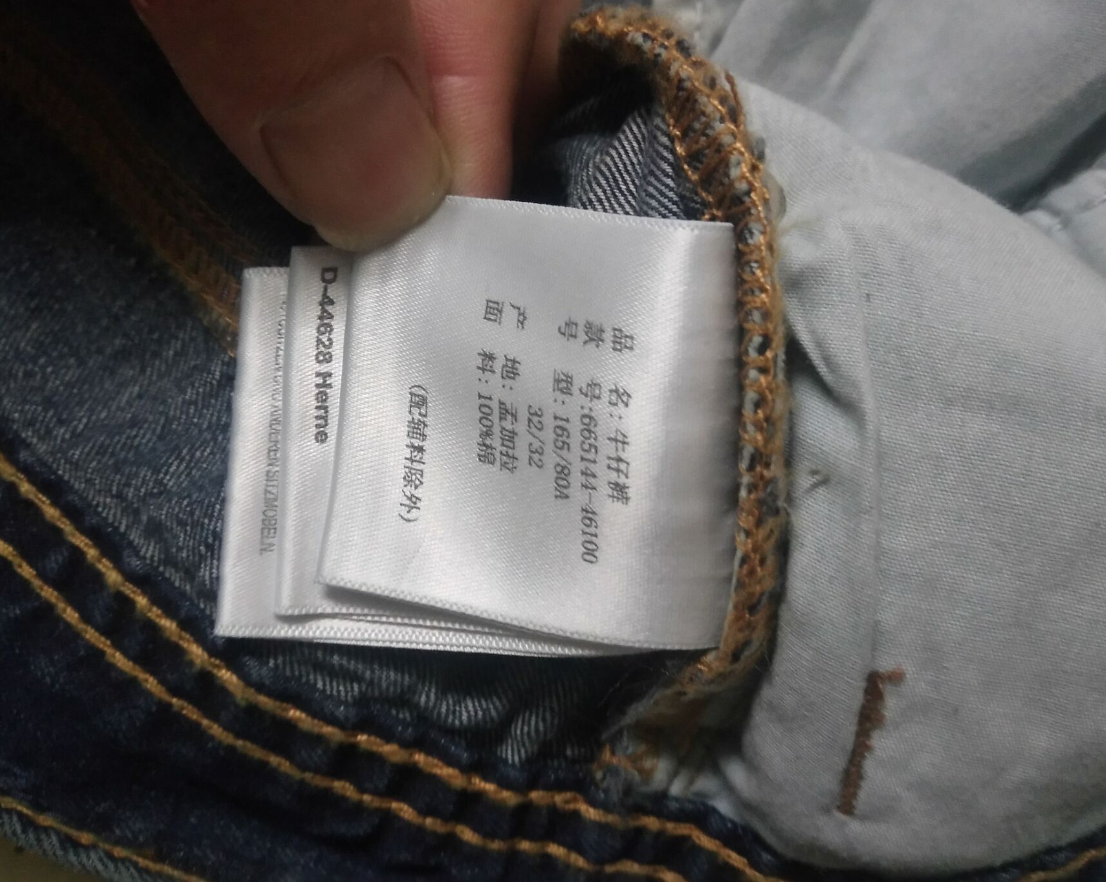 品 名: 牛仔裤
款 号:665144-46100
号 型: 165/80A
32/32
产 地: 孟加拉
面 料: 100%棉
(配辅料除外)
D-44628 Herne